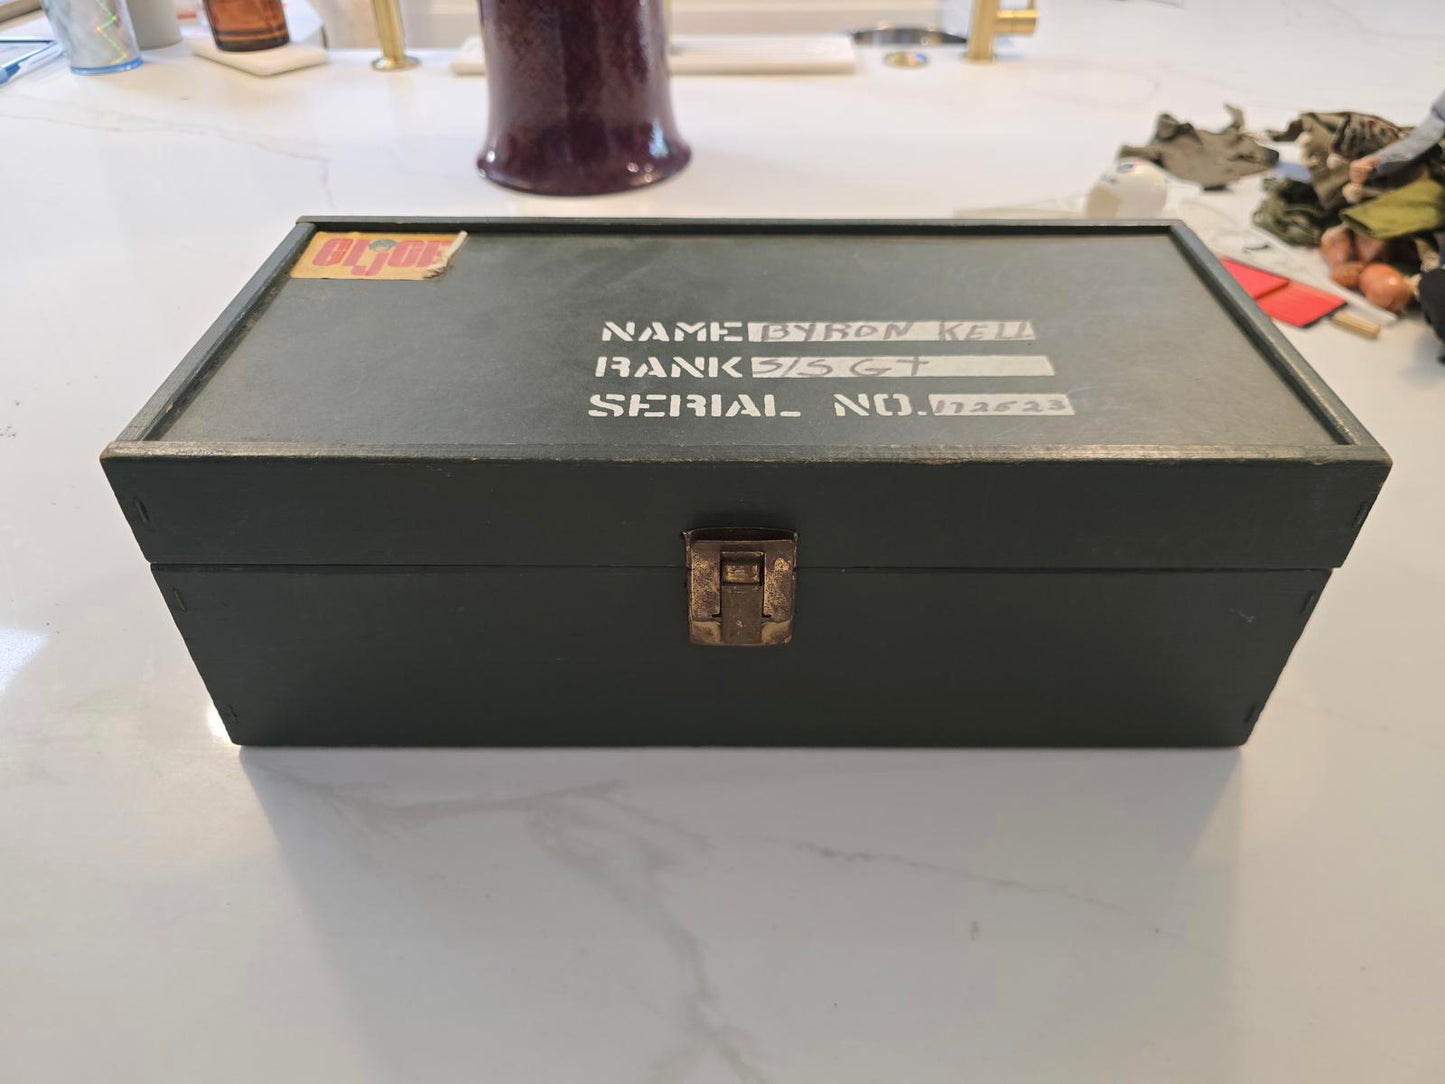 GI JOE
NAME BYRON KELL
RANK S/SGT
SERIAL NO. 172623